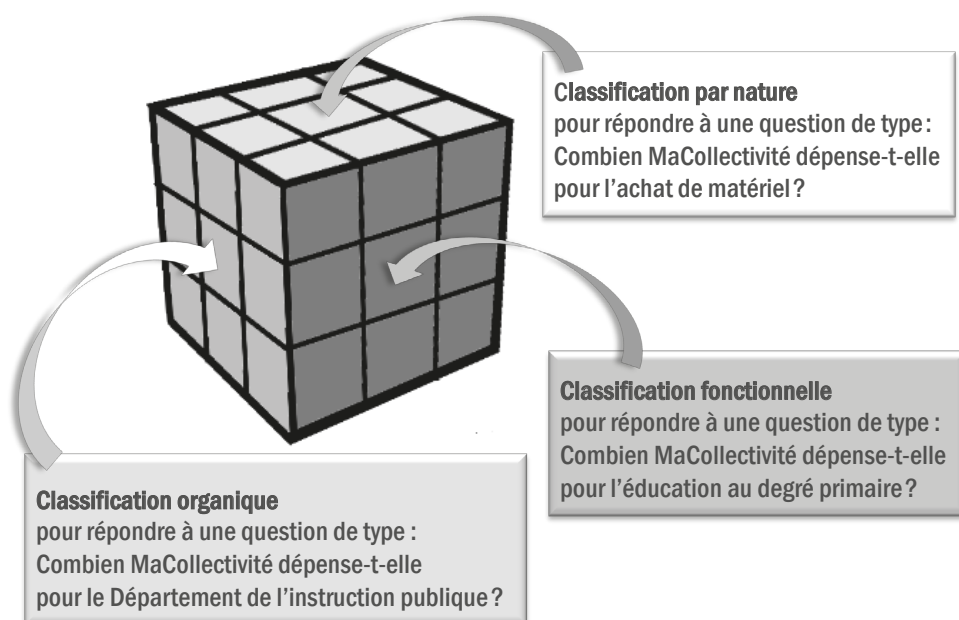 Classification par nature
pour répondre à une question de type :
Combien MaCollectivité dépense-t-elle
pour l'achat de matériel ?
Classification fonctionnelle
pour répondre à une question de type :
Combien MaCollectivité dépense-t-elle
pour l'éducation au degré primaire ?
Classification organique
pour répondre à une question de type :
Combien MaCollectivité dépense-t-elle
pour le Département de l'instruction publique ?